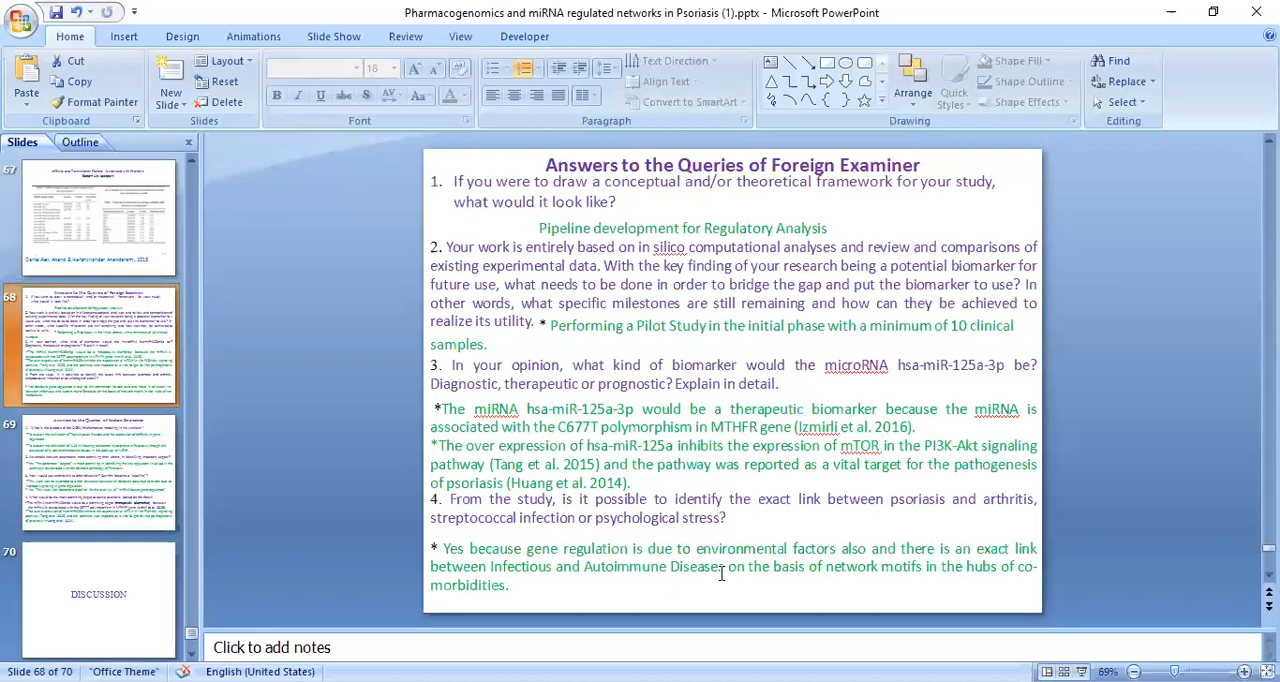 Pharmacogenomics and miRNA regulated networks in Psoriasis (1).pptx - Microsoft PowerPoint
Home Insert Design Animations Slide Show Review View Developer
Paste
Cut
Copy
Format Painter
Clipboard
New Slide
Layout
Reset
Delete
Slides
18
B I U abc S AV Aa A
Font
Text Direction
Align Text
Convert to SmartArt
Paragraph
Arrange
Quick Styles
Shape Fill
Shape Outline
Shape Effects
Drawing
Find
Replace
Select
Editing
Slides Outline
67
68
69
70
DISCUSSION
Answers to the Queries of Foreign Examiner
1. If you were to draw a conceptual and/or theoretical framework for your study,
what would it look like?
Pipeline development for Regulatory Analysis
2. Your work is entirely based on in silico computational analyses and review and comparisons of
existing experimental data. With the key finding of your research being a potential biomarker for
future use, what needs to be done in order to bridge the gap and put the biomarker to use? In
other words, what specific milestones are still remaining and how can they be achieved to
realize its utility. * Performing a Pilot Study in the initial phase with a minimum of 10 clinical
samples.
3. In your opinion, what kind of biomarker would the microRNA hsa-miR-125a-3p be?
Diagnostic, therapeutic or prognostic? Explain in detail.
*The miRNA hsa-miR-125a-3p would be a therapeutic biomarker because the miRNA is
associated with the C677T polymorphism in MTHFR gene (Izmirli et al. 2016).
*The overexpression of hsa-miR-125a inhibits the expression of mTOR in the PI3K-Akt signaling
pathway (Tang et al. 2015) and the pathway was reported as a vital target for the pathogenesis
of psoriasis (Huang et al. 2014).
4. From the study, is it possible to identify the exact link between psoriasis and arthritis,
streptococcal infection or psychological stress?
* Yes because gene regulation is due to environmental factors also and there is an exact link
between Infectious and Autoimmune Diseases on the basis of network motifs in the hubs of co-
morbidities.
Click to add notes
Slide 68 of 70 "Office Theme" English (United States) 69%